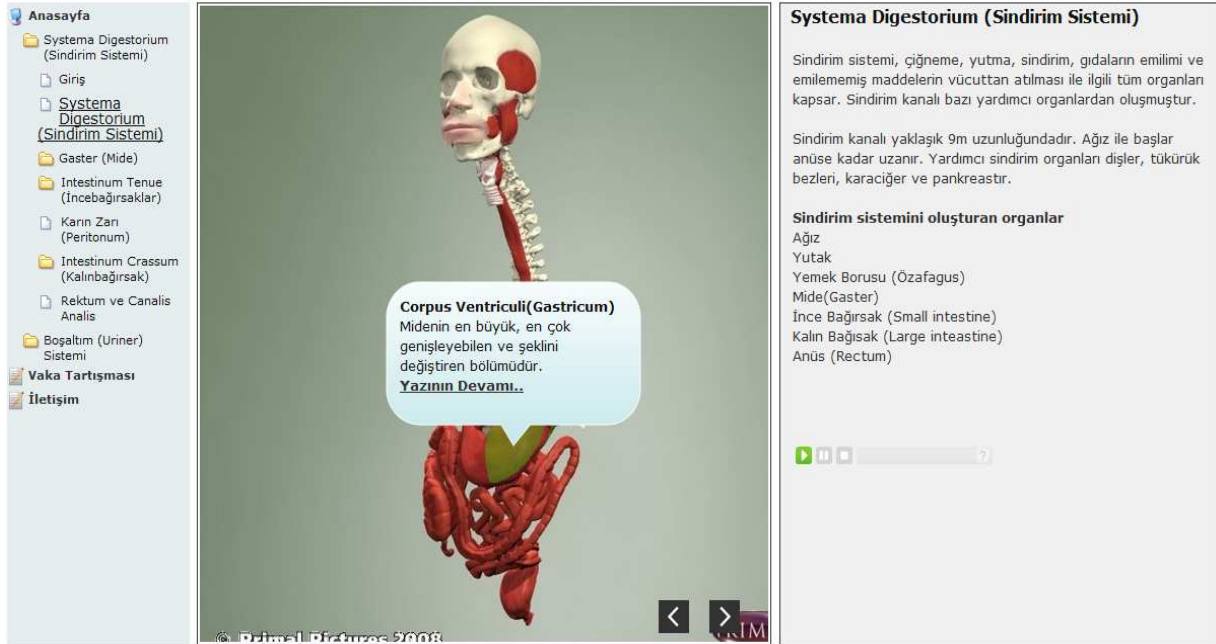 Anasayfa
Systema Digestorium
(Sindirim Sistemi)
Giriş
Systema
Digestorium
(Sindirim Sistemi)
Gaster (Mide)
Intestinum Tenue
(İncebağırsaklar)
Karın Zarı
(Peritonum)
Intestinum Crassum
(Kalınbağırsak)
Rektum ve Canalis
Analis
Boşaltım (Uriner)
Sistemi
Vaka Tartışması
İletişim
Corpus Ventriculi(Gastricum)
Midenin en büyük, en çok
genişleyebilen ve şeklini
değiştiren bölümüdür.
Yazının Devamı..
© Primal Pictures 2008
PRIM
Systema Digestorium (Sindirim Sistemi)
Sindirim sistemi, çiğneme, yutma, sindirim, gıdaların emilimi ve
emilememiş maddelerin vücuttan atılması ile ilgili tüm organları
kapsar. Sindirim kanalı bazı yardımcı organlardan oluşmuştur.
Sindirim kanalı yaklaşık 9m uzunluğundadır. Ağız ile başlar
anüse kadar uzanır. Yardımcı sindirim organları dişler, tükürük
bezleri, karaciğer ve pankreastır.
Sindirim sistemini oluşturan organlar
Ağız
Yutak
Yemek Borusu (Özafagus)
Mide(Gaster)
İnce Bağırsak (Small intestine)
Kalın Bağısak (Large inteastine)
Anüs (Rectum)
?